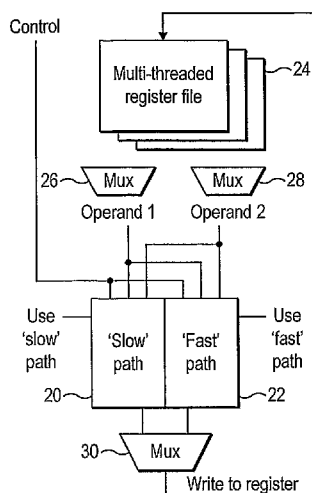 Control
Multi-threaded
register file
24
26
Mux
Mux
28
Operand 1
Operand 2
Use
'slow'
path
'Slow'
path
'Fast'
path
Use
'fast'
path
20
22
30
Mux
Write to register